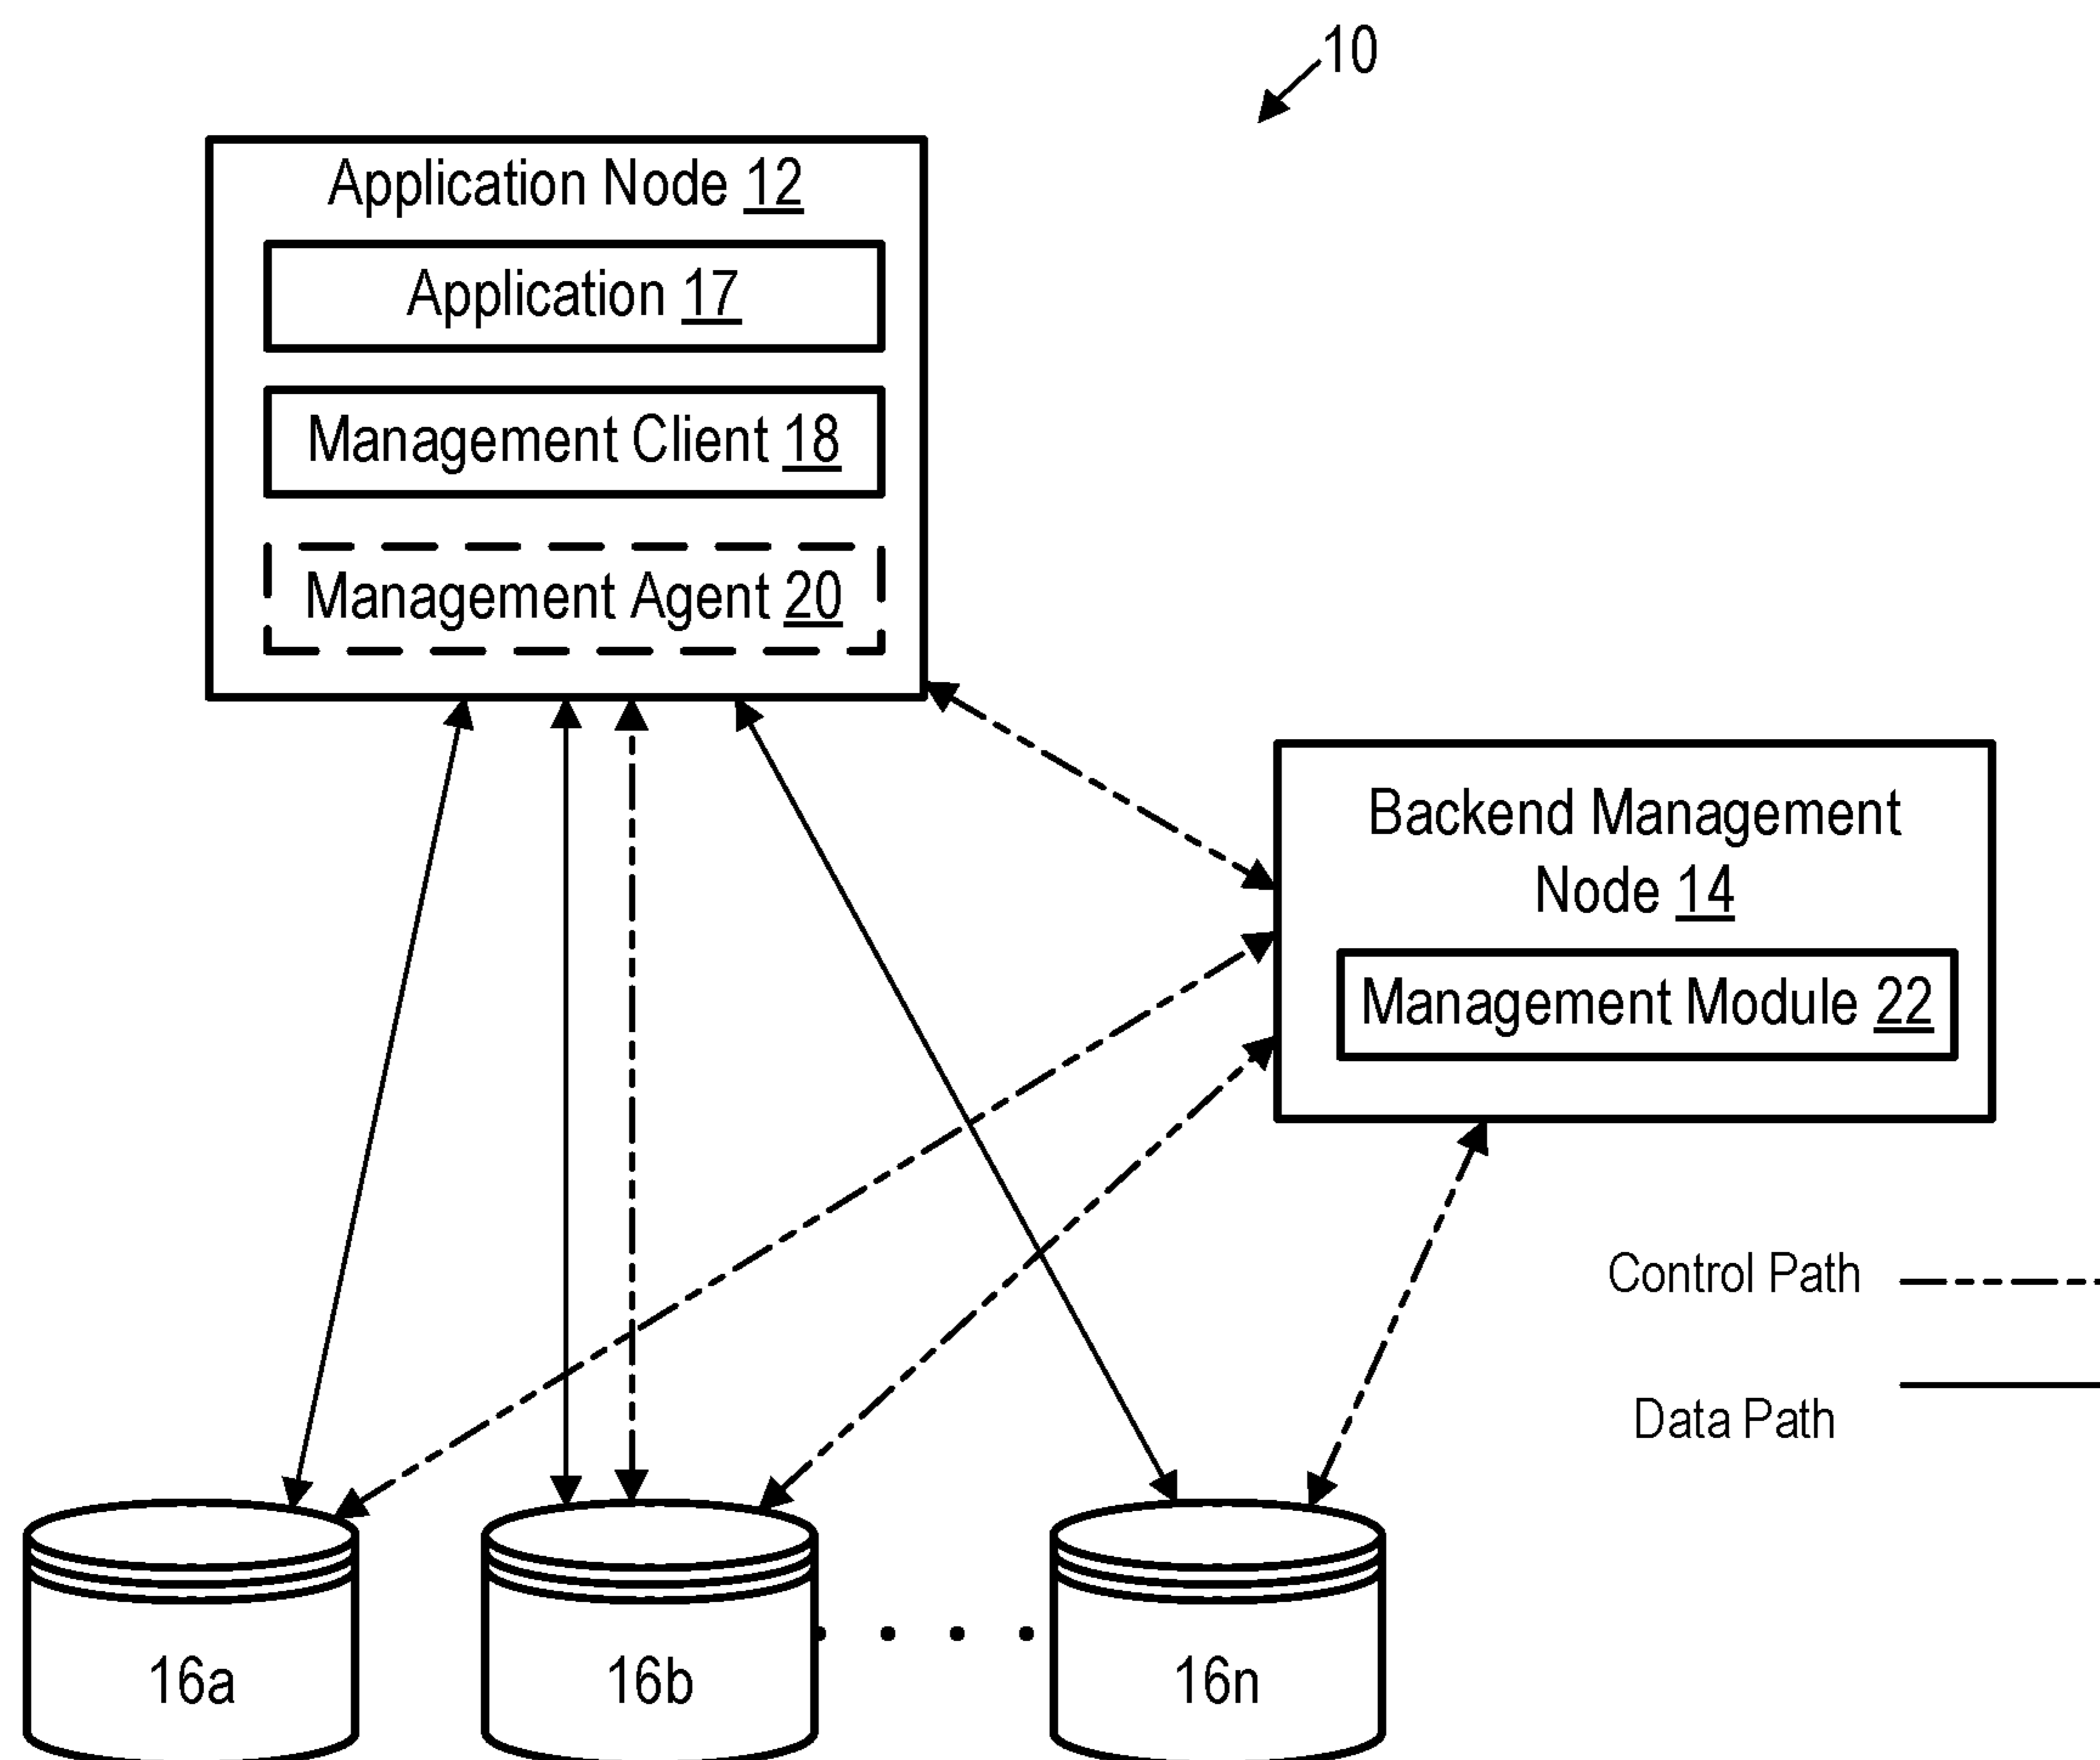 10
Application Node 12
Application 17
Management Client 18
Management Agent 20
Backend Management
Node 14
Management Module 22
Control Path
Data Path
16a
16b
16n